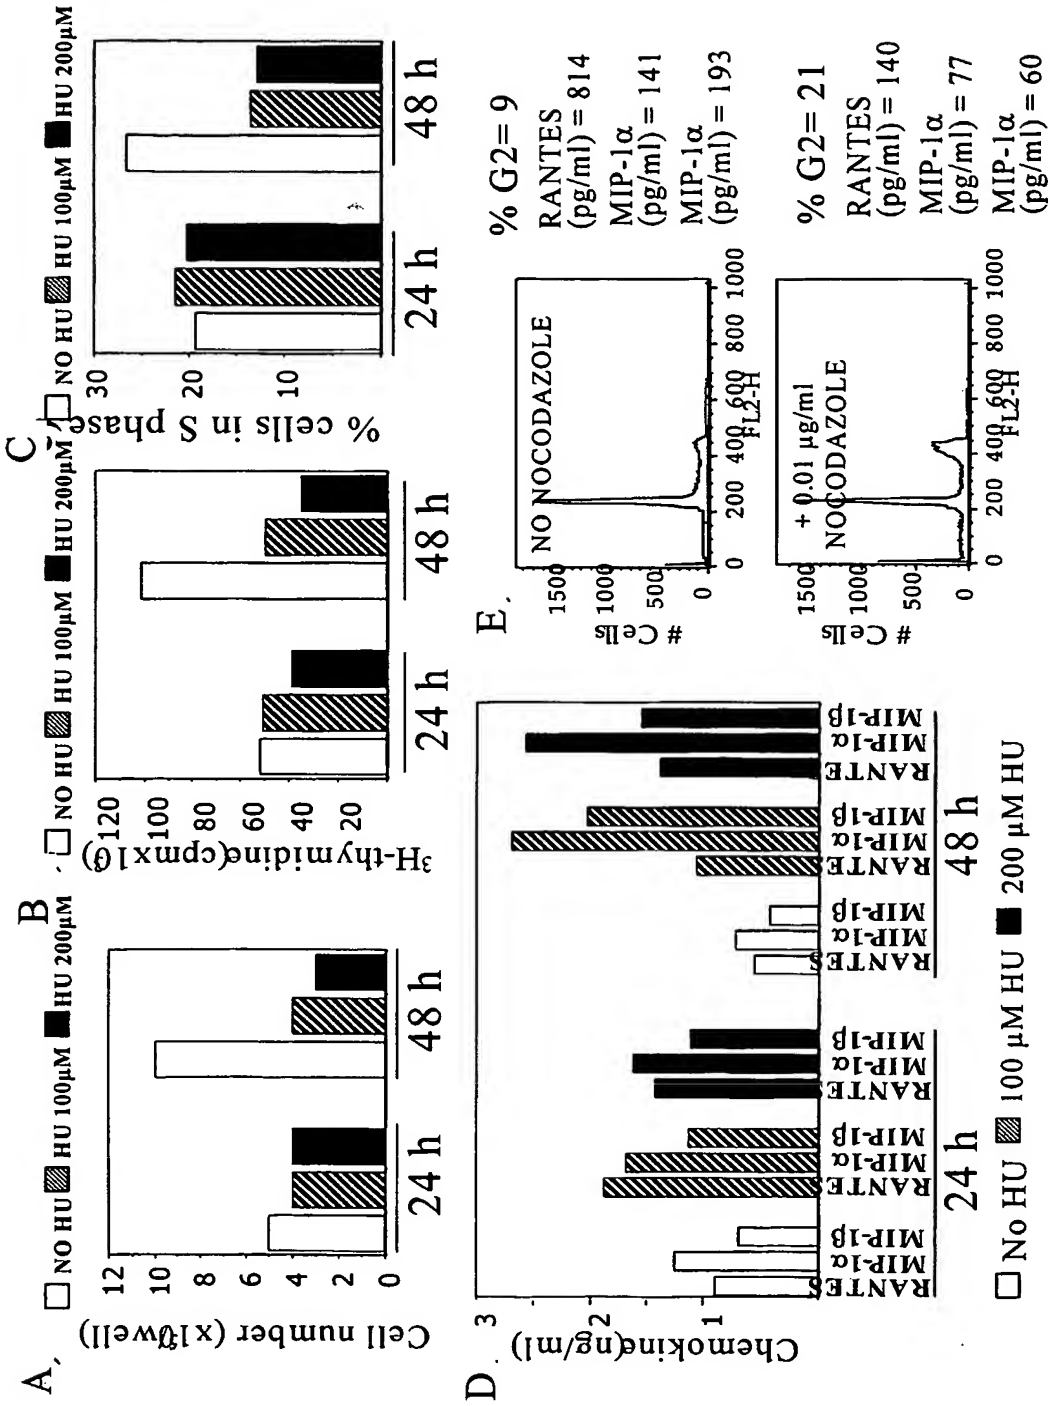 A.
NO HU HU 100µM HU 200µM
Cell number (x10 well)
12
10
8
6
4
2
0
24 h
48 h
B
NO HU HU 100µM HU 200µM
³H-thymidine(cpmx10³)
120
100
80
60
40
20
24 h
48 h
C
NO HU HU 100µM HU 200µM
% cells in S phase
30
20
10
24 h
48 h
D
Chemokine(ng/ml)
3
2
1
RANTES
MIP-1α
MIP-1β
RANTES
MIP-1α
MIP-1β
RANTES
MIP-1α
MIP-1β
RANTES
MIP-1α
MIP-1β
RANTES
MIP-1α
MIP-1β
RANTE
MIP-1α
MIP-1β
24 h
48 h
No HU 100 µM HU 200 µM HU
E.
NO NOCODAZOLE
# Cells
1500
1000
500
0
0 200 400 600 800 1000
FL2-H
% G2= 9
RANTES
(pg/ml) = 814
MIP-1α
(pg/ml) = 141
MIP-1α
(pg/ml) = 193
+ 0.01 µg/ml
NOCODAZOLE
# Cells
1500
1000
500
0
0 200 400 600 800 1000
FL2-H
% G2= 21
RANTES
(pg/ml) = 140
MIP-1α
(pg/ml) = 77
MIP-1α
(pg/ml) = 60